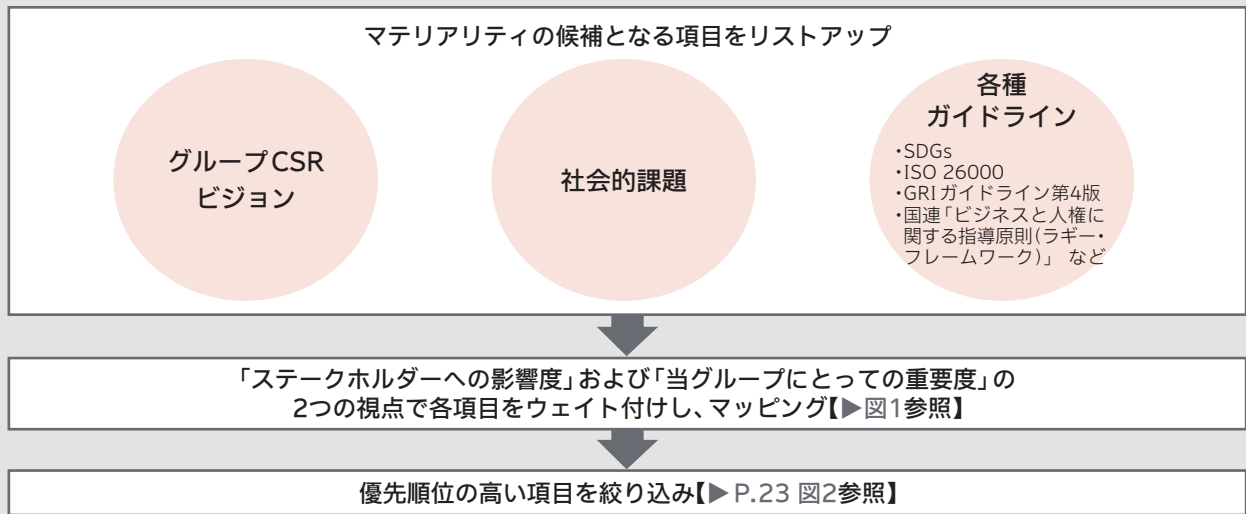 マテリアリティの候補となる項目をリストアップ
グループCSR
ビジョン
社会的課題
各種
ガイドライン
・SDGs
・ISO 26000
・GRIガイドライン第4版
・国連「ビジネスと人権に
関する指導原則(ラギー・
フレームワーク)」 など
「ステークホルダーへの影響度」および「当グループにとっての重要度」の
2つの視点で各項目をウェイト付けし、マッピング【▶図1参照】
優先順位の高い項目を絞り込み【▶P.23 図2参照】